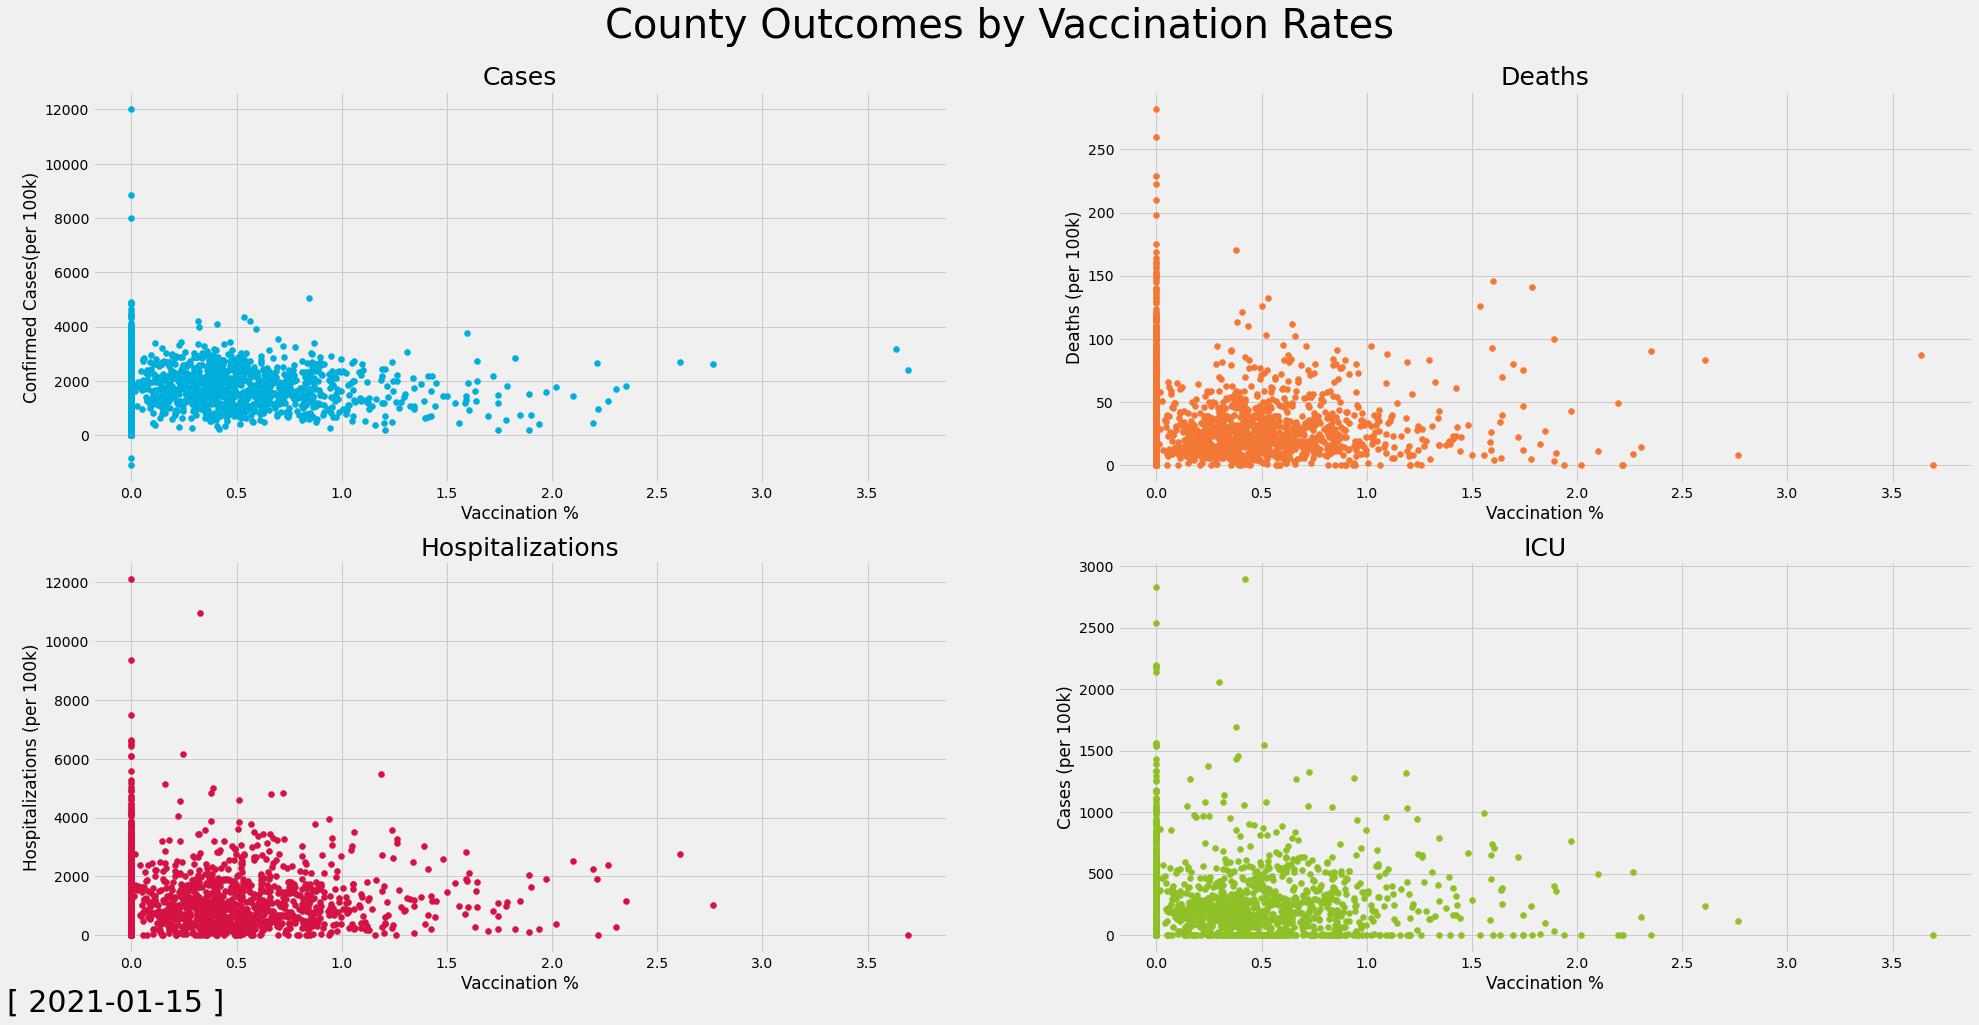 County Outcomes by Vaccination Rates
Cases
Confirmed Cases(per 100k)
12000
10000
8000
6000
4000
2000
0
0.0 0.5 1.0 1.5 2.0 2.5 3.0 3.5
Vaccination %
Deaths
Deaths (per 100k)
250
200
150
100
50
0
0.0 0.5 1.0 1.5 2.0 2.5 3.0 3.5
Vaccination %
Hospitalizations
Hospitalizations (per 100k)
12000
10000
8000
6000
4000
2000
0
0.0 0.5 1.0 1.5 2.0 2.5 3.0 3.5
Vaccination %
ICU
Cases (per 100k)
3000
2500
2000
1500
1000
500
0
0.0 0.5 1.0 1.5 2.0 2.5 3.0 3.5
Vaccination %
[ 2021-01-15 ]